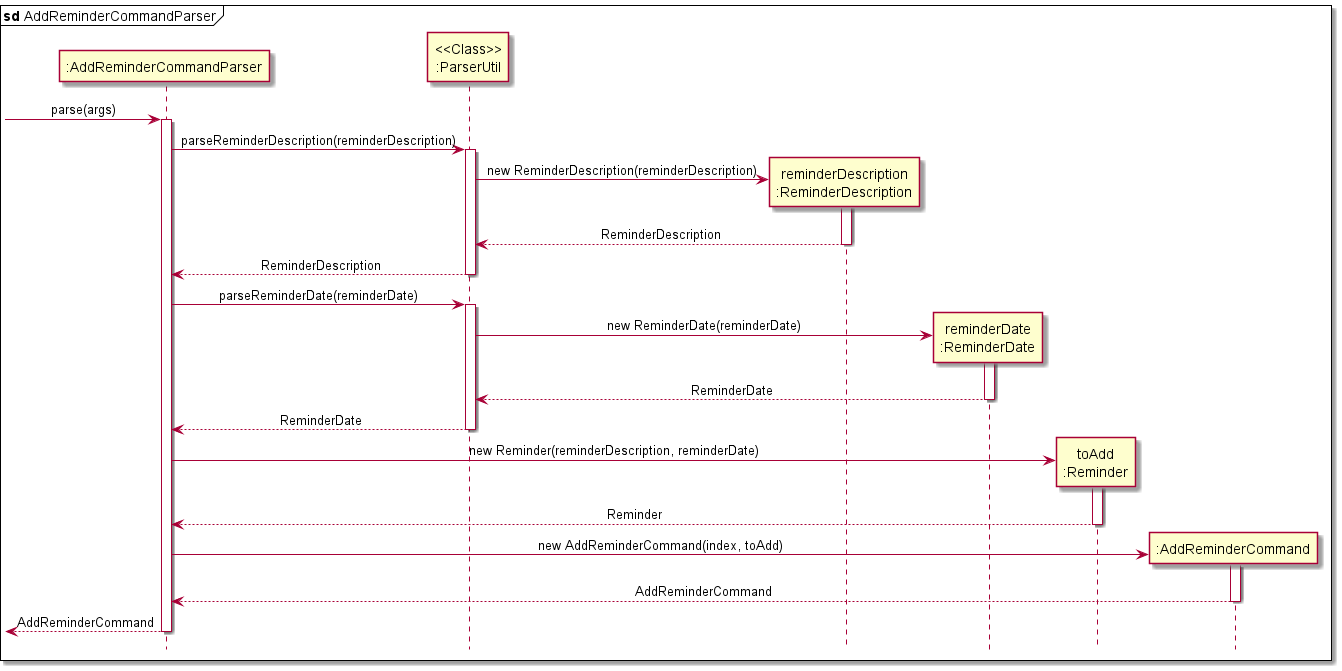 sd AddReminderCommandParser
<<Class>>
:AddReminderCommandParser
:ParserUtil
parse(args)
parseReminderDescription(reminderDescription)
new ReminderDescription(reminderDescription)
reminderDescription
:ReminderDescription
ReminderDescription
ReminderDescription
parseReminderDate(reminderDate)
new ReminderDate(reminderDate)
reminderDate
:ReminderDate
ReminderDate
ReminderDate
new Reminder(reminderDescription, reminderDate)
toAdd
:Reminder
Reminder
new AddReminderCommand(index, toAdd)
:AddReminderCommand
AddReminderCommand
AddReminderCommand